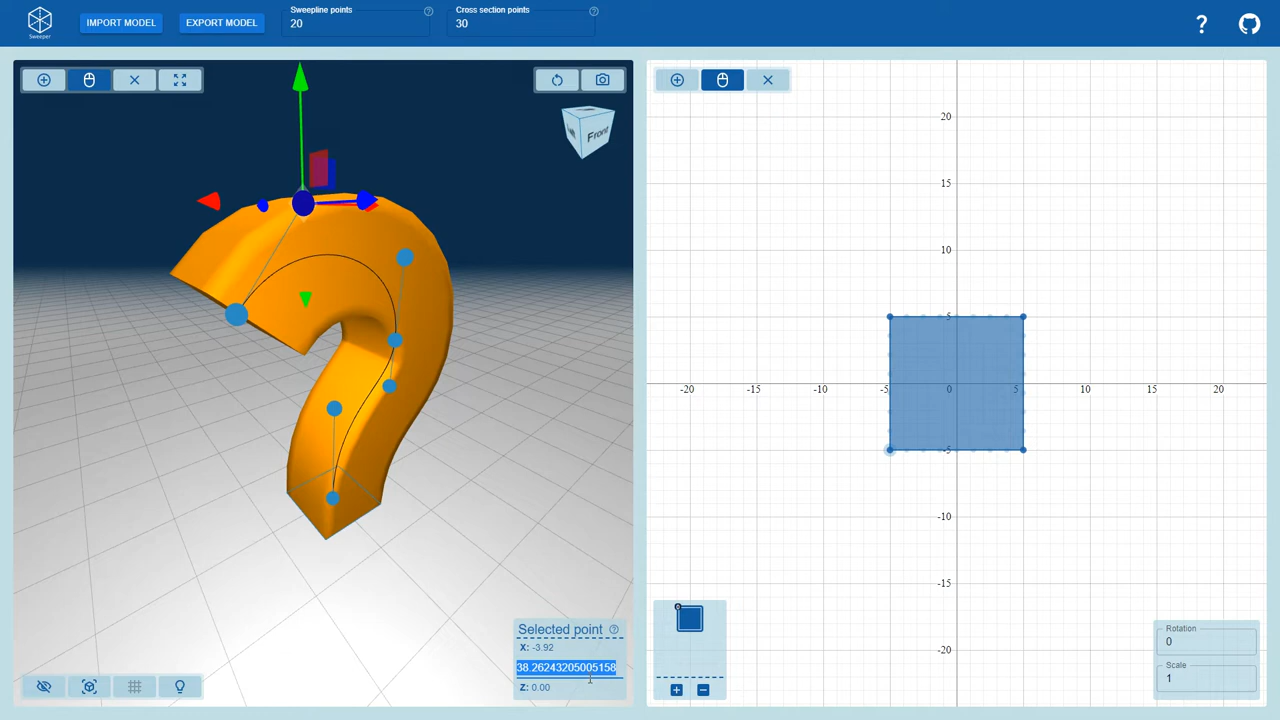 Sweeper
IMPORT MODEL
EXPORT MODEL
Sweepline points
20
Cross section points
30
?
Front
Selected point
X: -3.92
38.26243205005158
Z: 0.00
20
15
10
5
-20
-15
-10
-5
0
5
10
15
20
-5
-10
-15
-20
0
Rotation
0
Scale
1